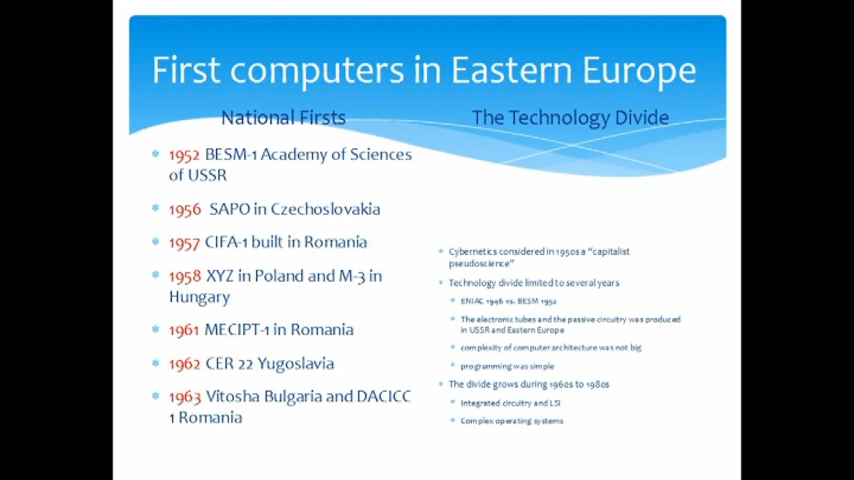 First computers in Eastern Europe
National Firsts
1952 BESM-1 Academy of Sciences
of USSR
1956 SAPO in Czechoslovakia
1957 CIFA-1 built in Romania
1958 XYZ in Poland and M-3 in
Hungary
1961 MECIPT-1 in Romania
1962 CER 22 Yugoslavia
1963 Vitosha Bulgaria and DACICC
1 Romania
The Technology Divide
Cybernetics considered in 1950s a “capitalist
pseudoscience”
Technology divide limited to several years
ENIAC 1946 vs. BESM 1952
The electronic tubes and the passive circuitry was produced
in USSR and Eastern Europe
complexity of computer architecture was not big
programming was simple
The divide grows during 1960s to 1980s
Integrated circuitry and LSI
Complex operating systems